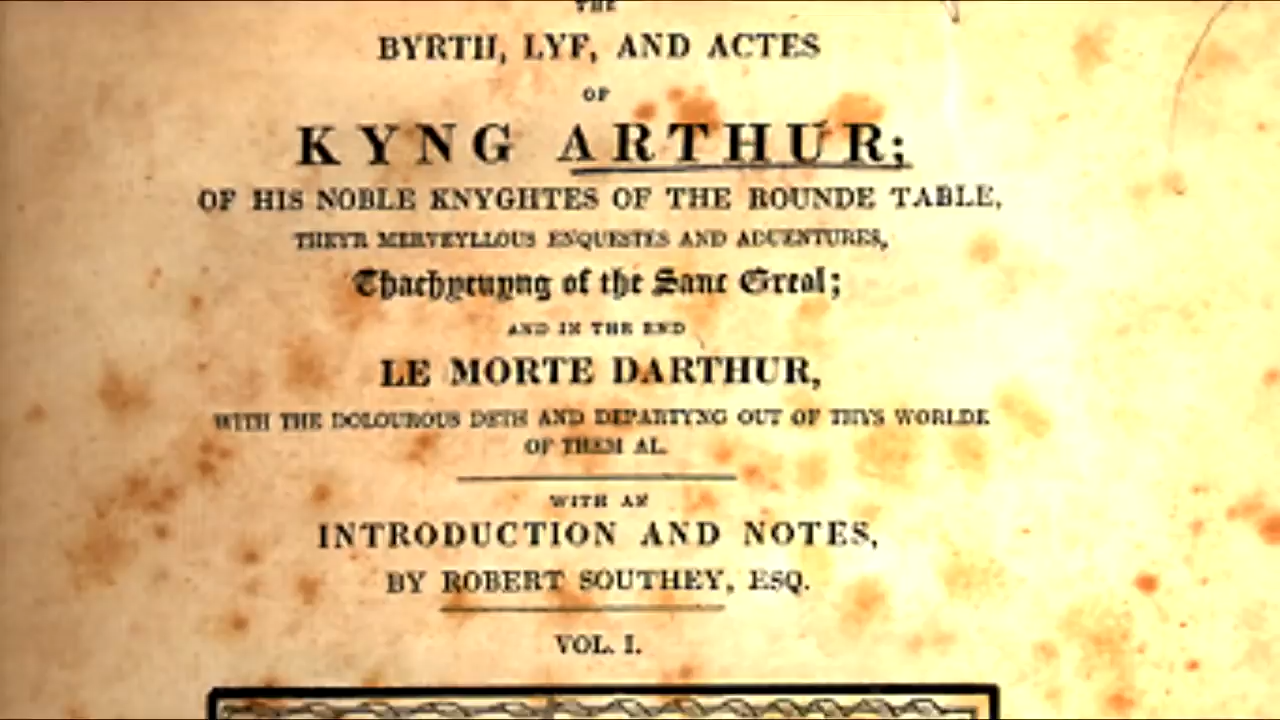 THE
BYRTH, LYF, AND ACTES
OF
KYNG ARTHUR;
OF HIS NOBLE KNYGHTES OF THE ROUNDE TABLE,
THEYR MERVEYLLOUS ENQUESTES AND ADUENTURES,
Thachyeuyng of the Sanc Greal;
AND IN THE END
LE MORTE DARTHUR,
WITH THE DOLOUROUS DETH AND DEPARTYNG OUT OF THYS WORLDE
OF THEM AL.
WITH AN
INTRODUCTION AND NOTES,
BY ROBERT SOUTHEY, ESQ.
VOL. I.